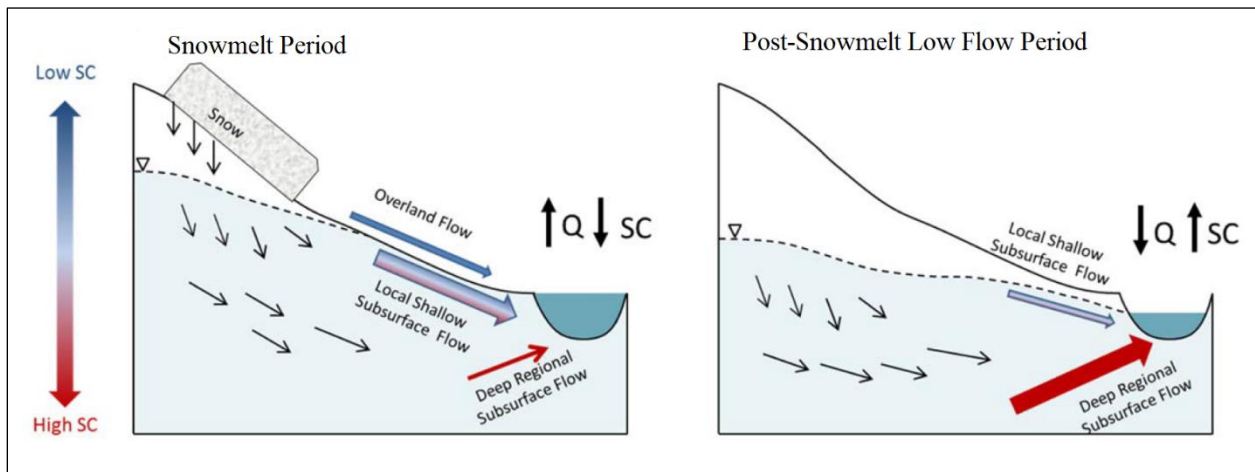 Snowmelt Period
Post-Snowmelt Low Flow Period
Low SC
High SC
Snow
Overland Flow
Local Shallow
Subsurface Flow
Deep Regional
Subsurface Flow
Q SC
Local Shallow
Subsurface Flow
Deep Regional
Subsurface Flow
Q SC